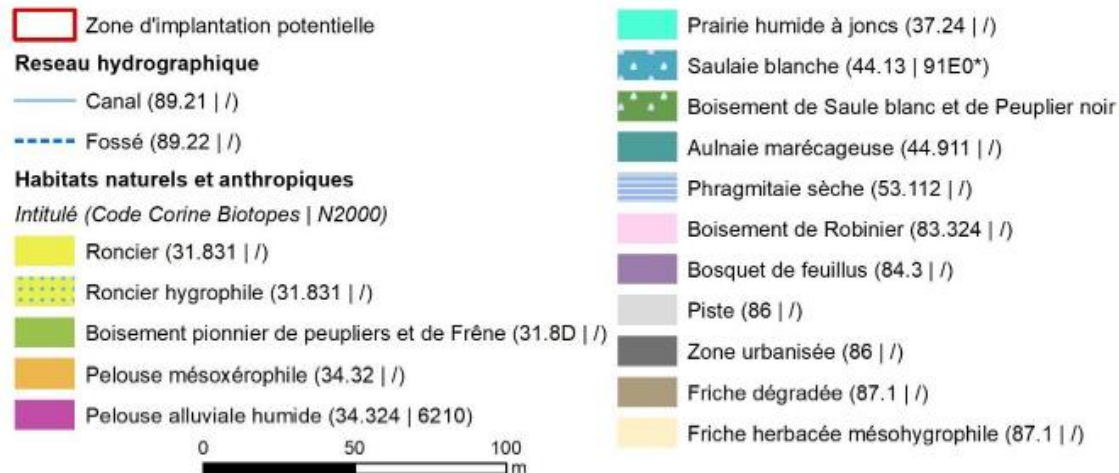 Zone d'implantation potentielle
Reseau hydrographique
Canal (89.21 | /)
Fossé (89.22 | /)
Habitats naturels et anthropiques
Intitulé (Code Corine Biotopes | N2000)
Roncier (31.831 | /)
Roncier hygrophile (31.831 | /)
Boisement pionnier de peupliers et de Frêne (31.8D | /)
Pelouse mésoxérophile (34.32 | /)
Pelouse alluviale humide (34.324 | 6210)
Prairie humide à joncs (37.24 | /)
Saulaie blanche (44.13 | 91E0*)
Boisement de Saule blanc et de Peuplier noir
Aulnaie marécageuse (44.911 | /)
Phragmitaie sèche (53.112 | /)
Boisement de Robinier (83.324 | /)
Bosquet de feuillus (84.3 | /)
Piste (86 | /)
Zone urbanisée (86 | /)
Friche dégradée (87.1 | /)
Friche herbacée mésohygrophile (87.1 | /)
0 50 100
m